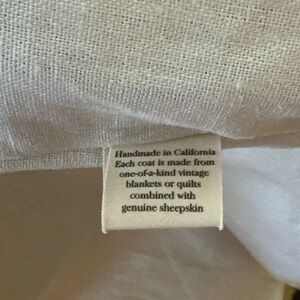 Handmade in California
Each coat is made from
one-of-a-kind vintage
blankets or quilts
combined with
genuine sheepskin